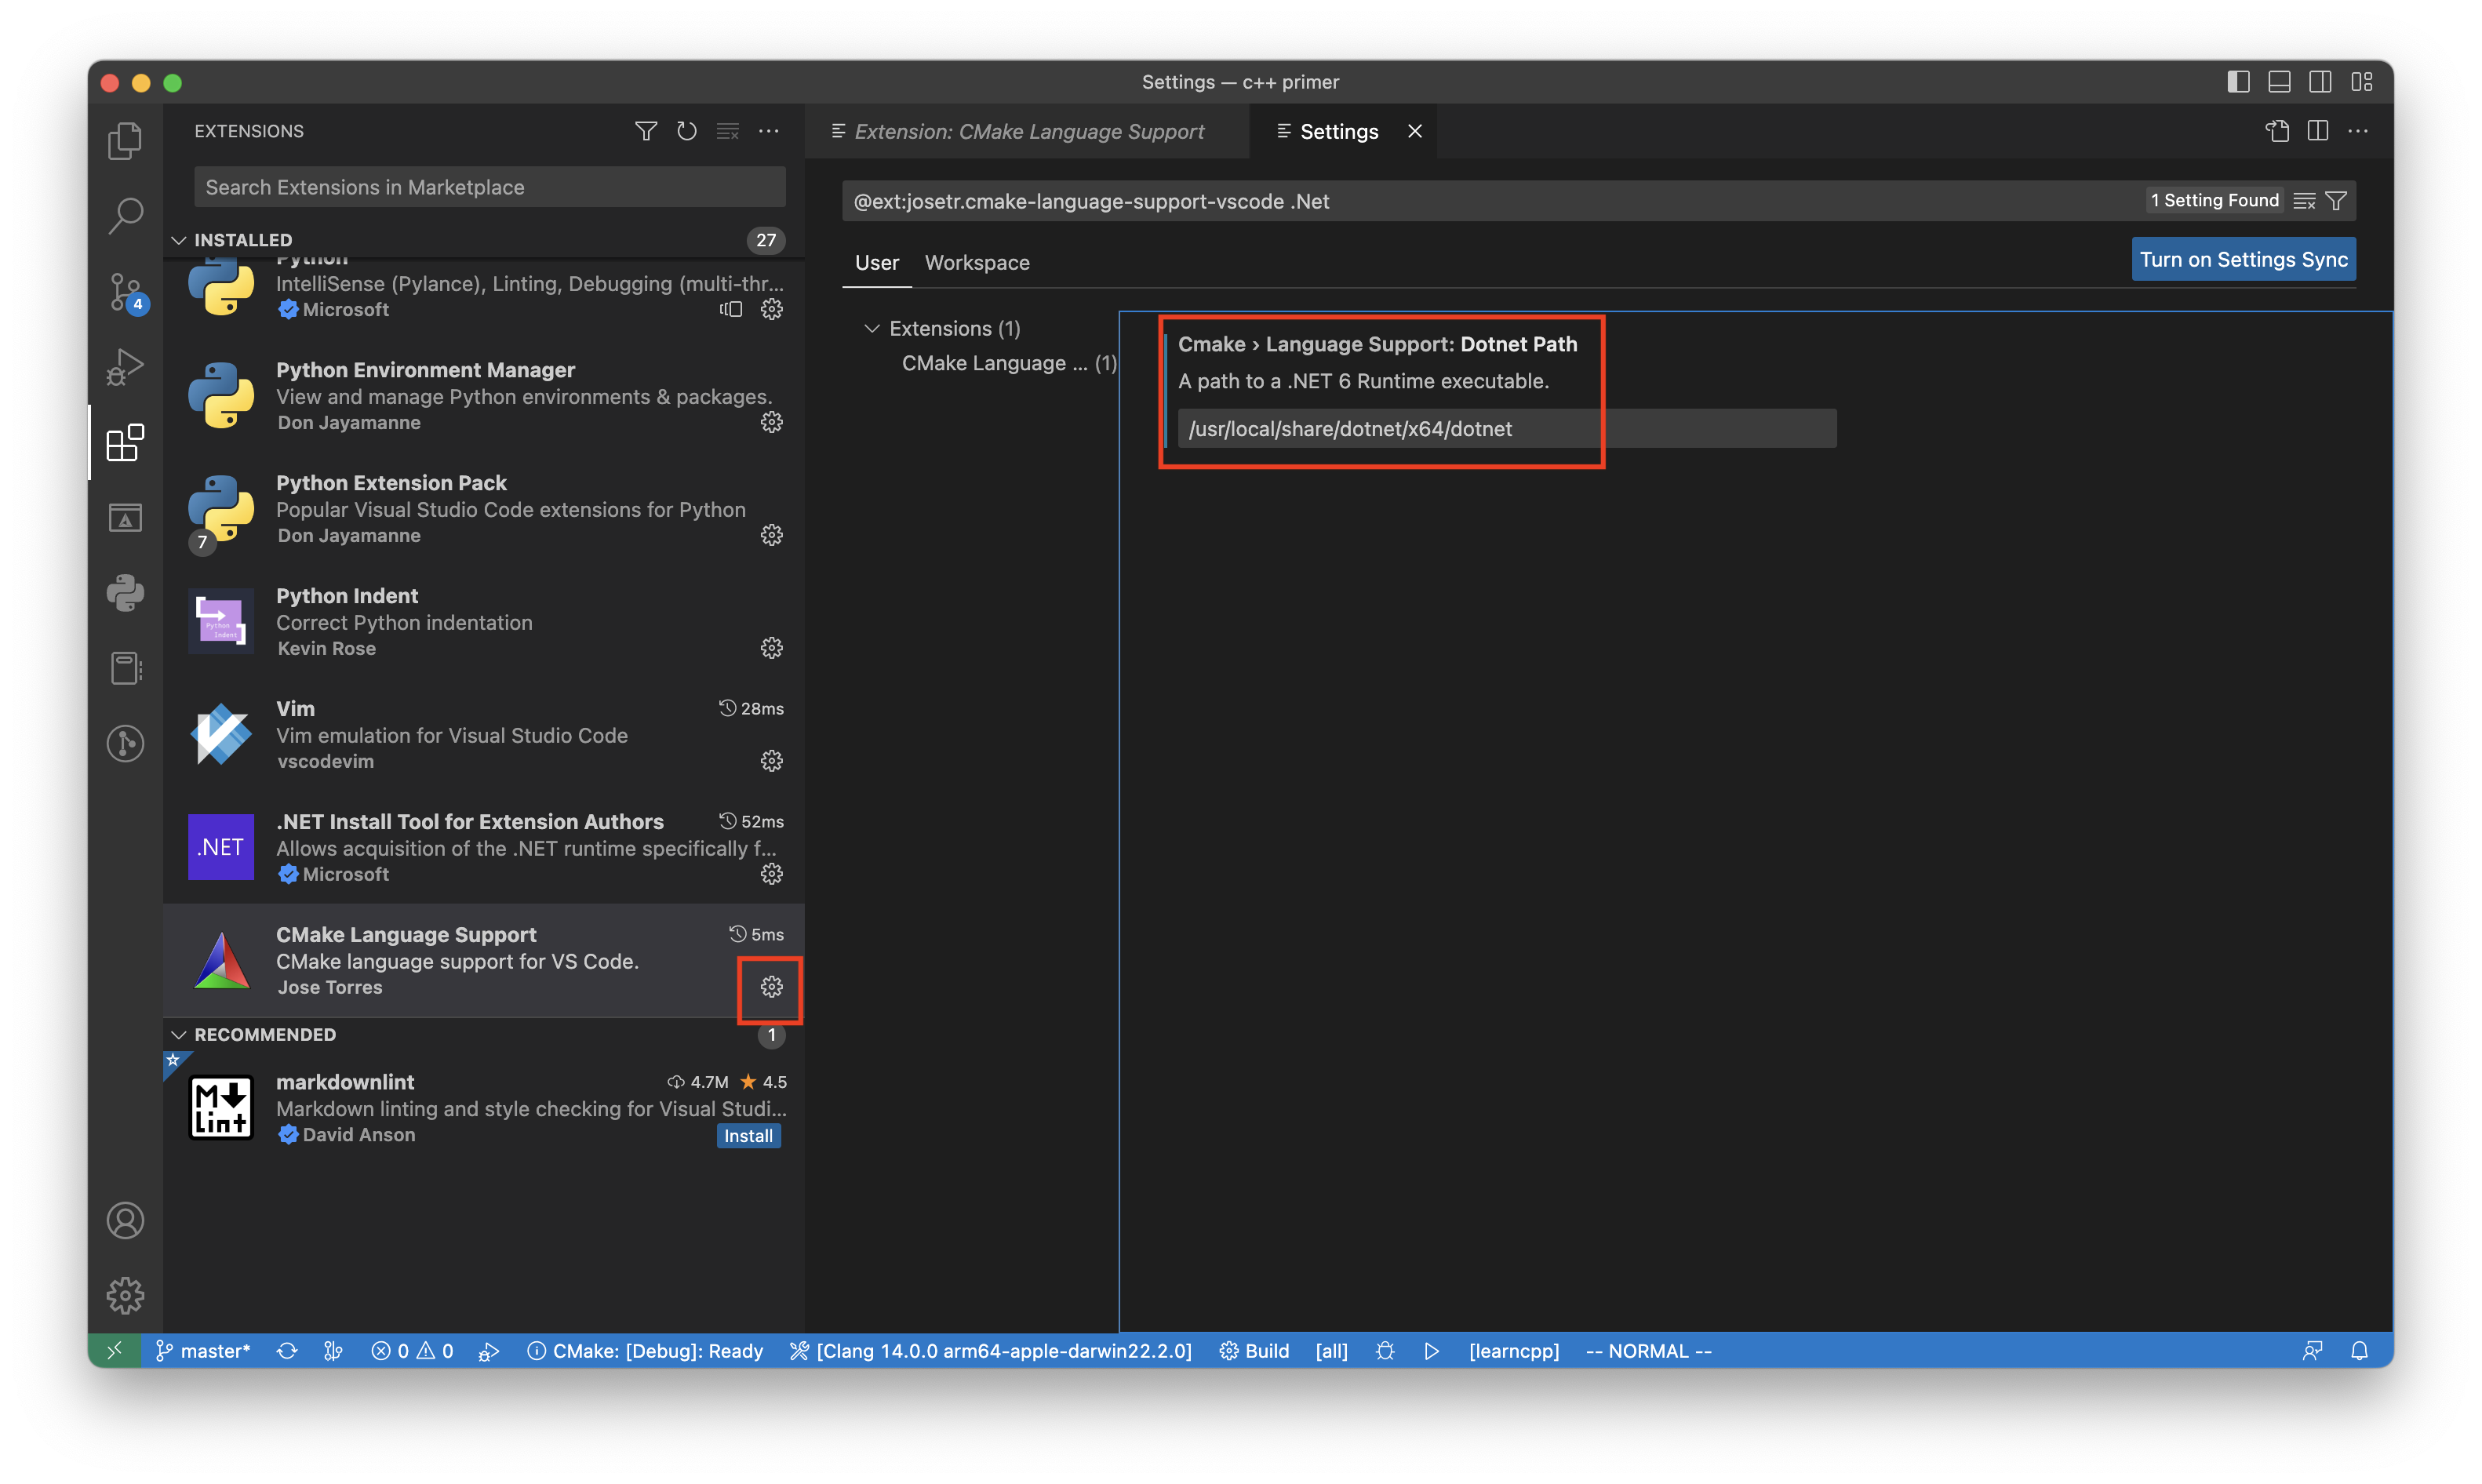 Settings — c++ primer
EXTENSIONS
Search Extensions in Marketplace
INSTALLED
27
Python
IntelliSense (Pylance), Linting, Debugging (multi-thr...
Microsoft
Python Environment Manager
View and manage Python environments & packages.
Don Jayamanne
Python Extension Pack
Popular Visual Studio Code extensions for Python
Don Jayamanne
7
Python Indent
Correct Python indentation
Kevin Rose
Python
Indent
Vim
28ms
Vim emulation for Visual Studio Code
vscodevim
.NET
.NET Install Tool for Extension Authors
52ms
Allows acquisition of the .NET runtime specifically f...
Microsoft
CMake Language Support
5ms
CMake language support for VS Code.
Jose Torres
RECOMMENDED
1
M
Lint
markdownlint
4.7M
4.5
Markdown linting and style checking for Visual Studi...
David Anson
Install
4
Extension: CMake Language Support
Settings
@ext:josetr.cmake-language-support-vscode .Net
1 Setting Found
User
Workspace
Turn on Settings Sync
Extensions (1)
CMake Language ... (1)
Cmake › Language Support: Dotnet Path
A path to a .NET 6 Runtime executable.
/usr/local/share/dotnet/x64/dotnet
master*
0
0
CMake: [Debug]: Ready
[Clang 14.0.0 arm64-apple-darwin22.2.0]
Build
[all]
[learncpp]
-- NORMAL --